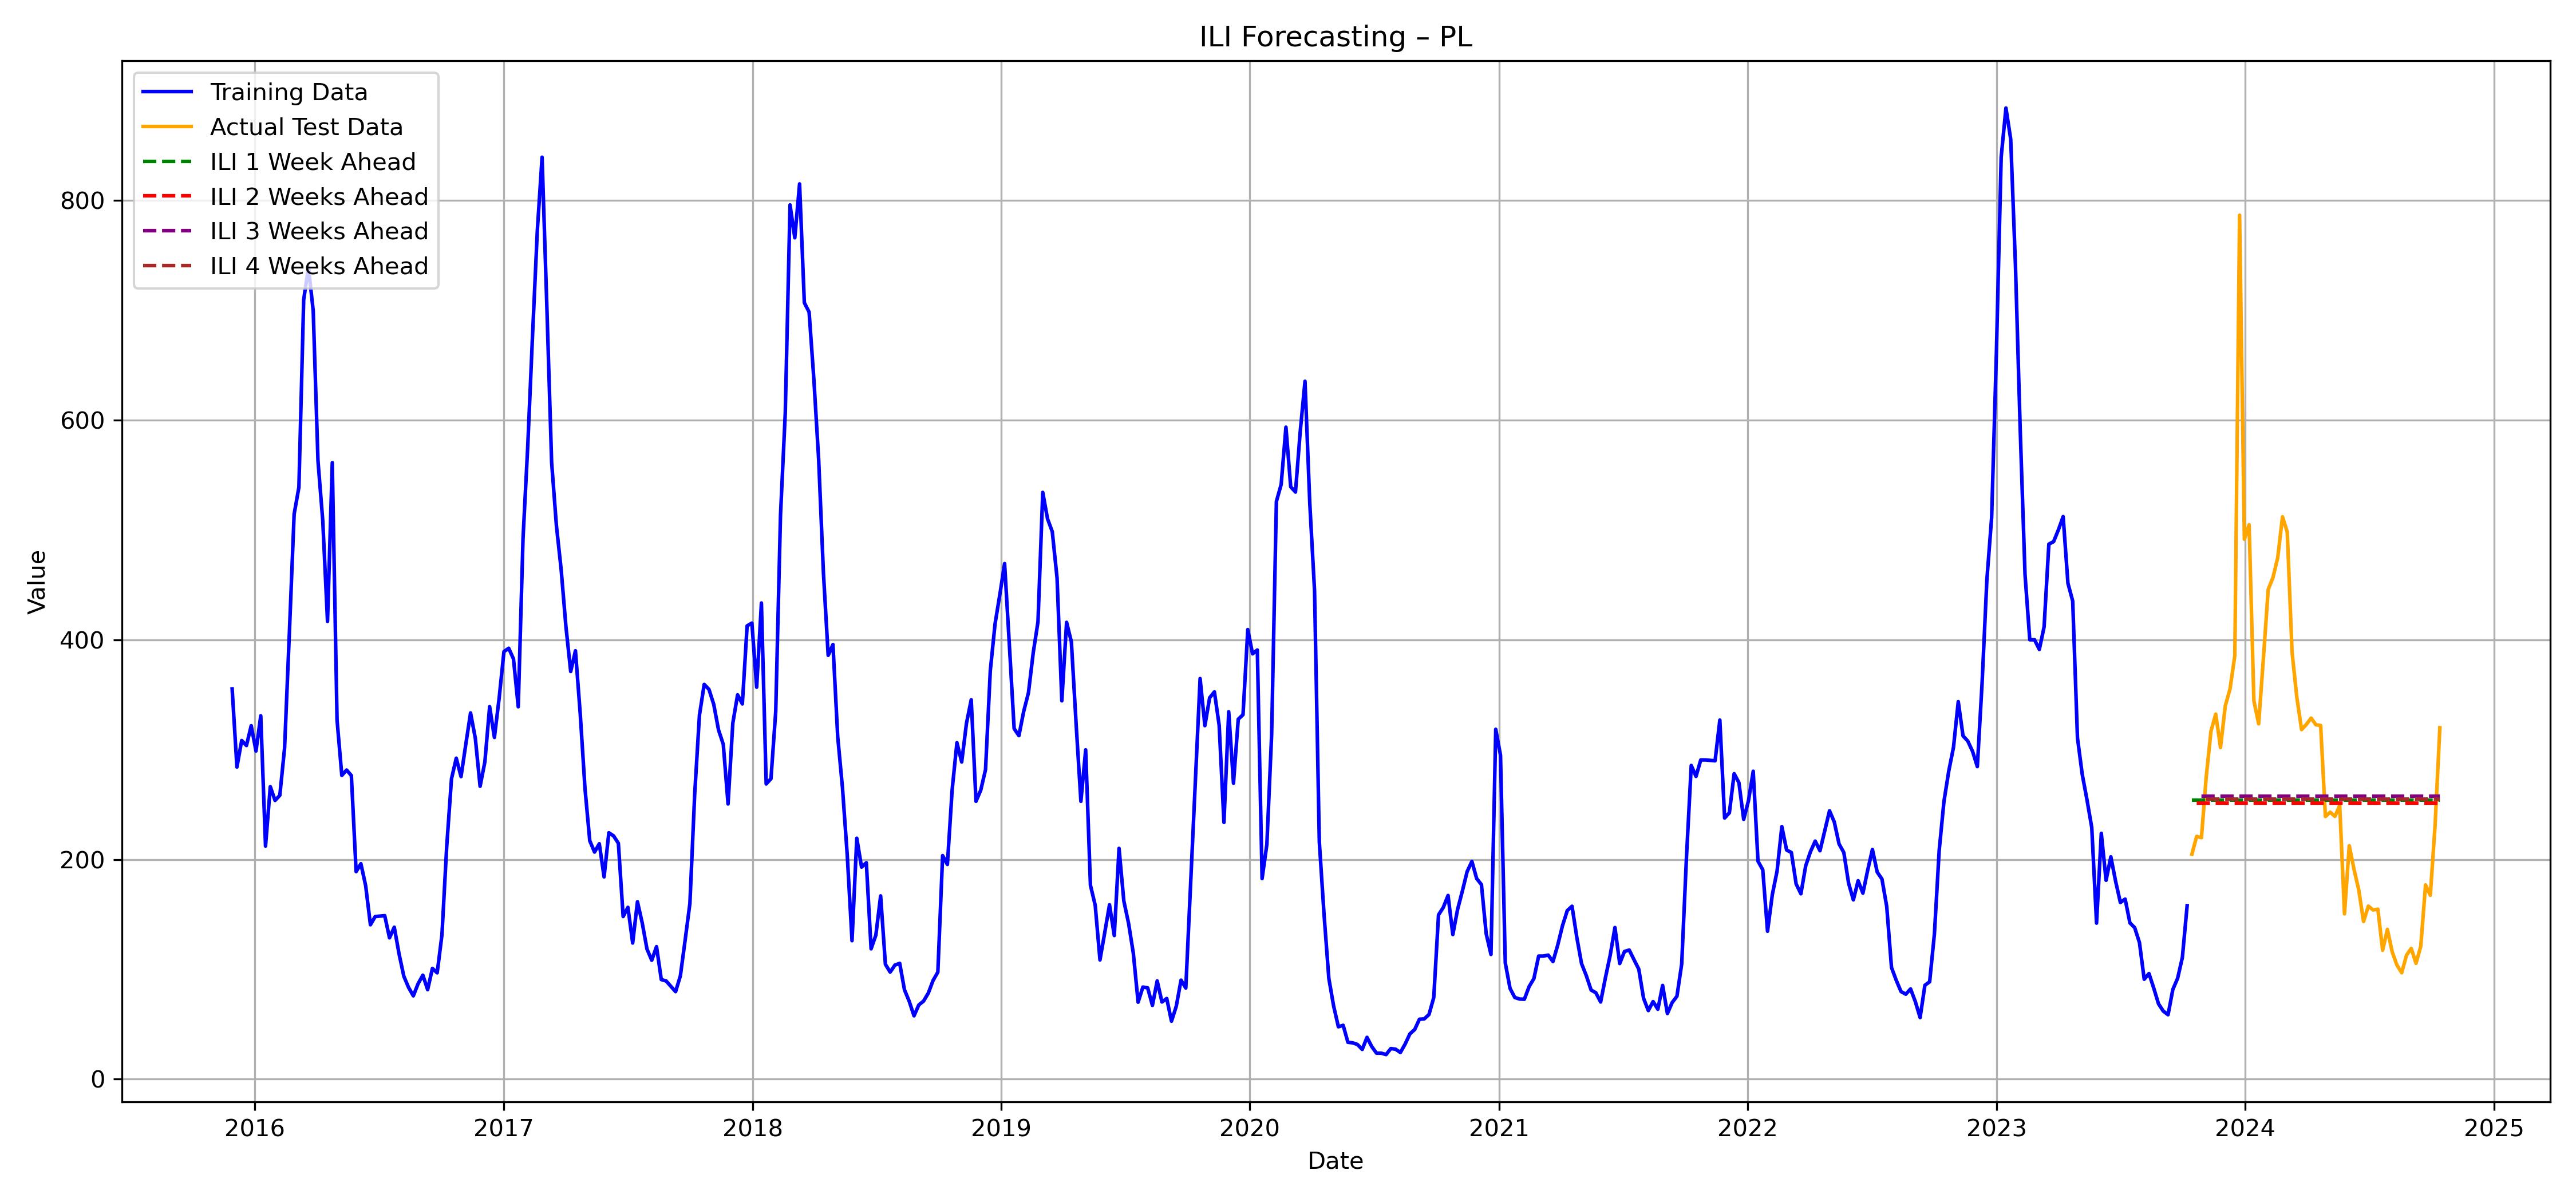 ILI Forecasting – PL
Training Data
Actual Test Data
ILI 1 Week Ahead
ILI 2 Weeks Ahead
ILI 3 Weeks Ahead
ILI 4 Weeks Ahead
800
600
400
200
0
Value
2016 2017 2018 2019 2020 2021 2022 2023 2024 2025
Date